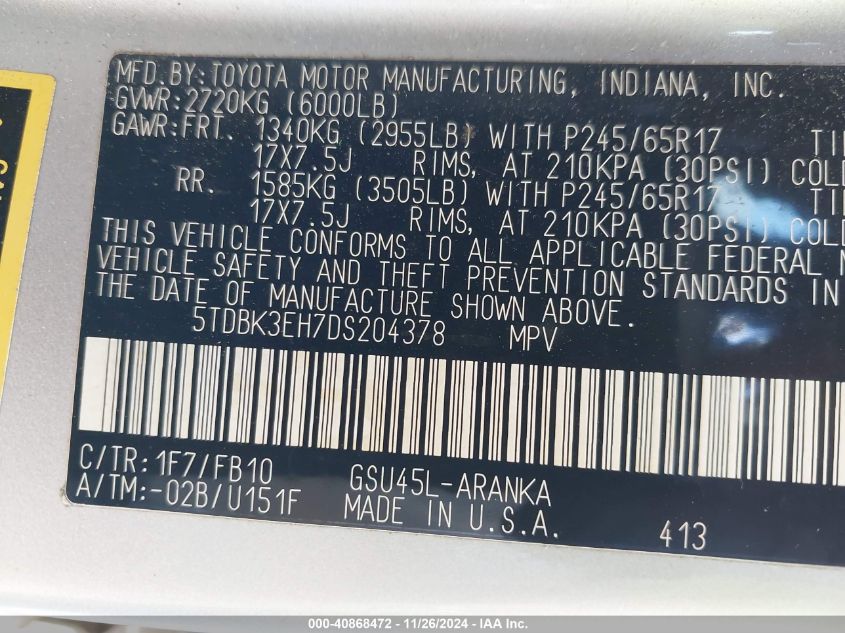 MFD.BY:TOYOTA MOTOR MANUFACTURING, INDIANA, INC.
GVWR:2720KG (6000LB)
GAWR:FRT. 1340KG (2955LB) WITH P245/65R17
17X7.5J RIMS, AT 210KPA (30PSI) COLD
RR. 1585KG (3505LB) WITH P245/65R17
17X7.5J RIMS, AT 210KPA (30PSI) COLD
THIS VEHICLE CONFORMS TO ALL APPLICABLE FEDERAL
VEHICLE SAFETY AND THEFT PREVENTION STANDARDS IN
THE DATE OF MANUFACTURE SHOWN ABOVE.
5TDBK3EH7DS204378 MPV
C/TR:1F7/FB10 GSU45L-ARANKA
A/TM:-02B/U151F MADE IN U.S.A.
413
000-40868472 - 11/26/2024 - IAA Inc.